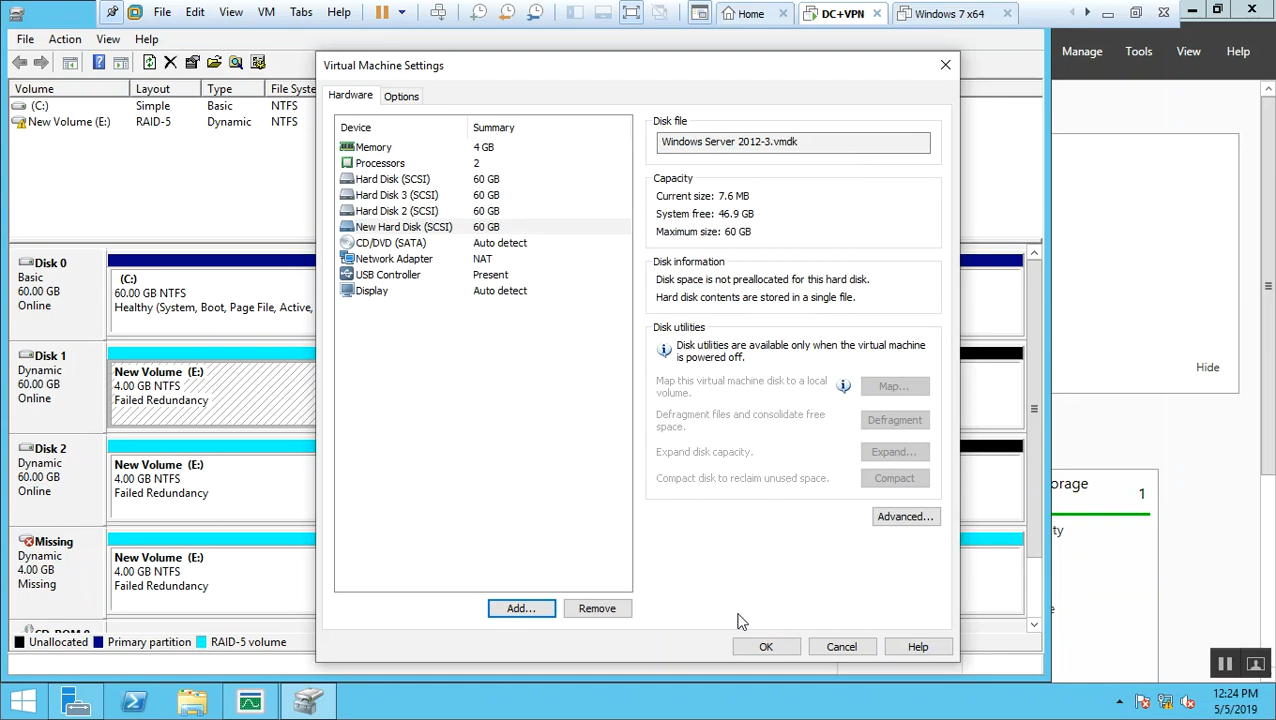 File Edit View VM Tabs Help Home DC+VPN Windows 7 x64
File Action View Help
Manage Tools View Help
Volume Layout Type File Syste
(C:) Simple Basic NTFS
New Volume (E:) RAID-5 Dynamic NTFS
Virtual Machine Settings
Hardware Options
Device Summary
Memory 4 GB
Processors 2
Hard Disk (SCSI) 60 GB
Hard Disk 3 (SCSI) 60 GB
Hard Disk 2 (SCSI) 60 GB
New Hard Disk (SCSI) 60 GB
CD/DVD (SATA) Auto detect
Network Adapter NAT
USB Controller Present
Display Auto detect
Add... Remove
Disk file
Windows Server 2012-3.vmdk
Capacity
Current size: 7.6 MB
System free: 46.9 GB
Maximum size: 60 GB
Disk information
Disk space is not preallocated for this hard disk.
Hard disk contents are stored in a single file.
Disk utilities
Disk utilities are available only when the virtual machine
is powered off.
Map this virtual machine disk to a local
volume.
Map...
Defragment files and consolidate free
space.
Defragment
Expand disk capacity. Expand...
Compact disk to reclaim unused space. Compact
Advanced...
OK Cancel Help
Disk 0
Basic
60.00 GB
Online
(C:)
60.00 GB NTFS
Healthy (System, Boot, Page File, Active,
Disk 1
Dynamic
60.00 GB
Online
New Volume (E:)
4.00 GB NTFS
Failed Redundancy
Disk 2
Dynamic
60.00 GB
Online
New Volume (E:)
4.00 GB NTFS
Failed Redundancy
Missing
Dynamic
4.00 GB
Missing
New Volume (E:)
4.00 GB NTFS
Failed Redundancy
Unallocated Primary partition RAID-5 volume
Hide
orage 1
ty
s
12:24 PM
5/5/2019